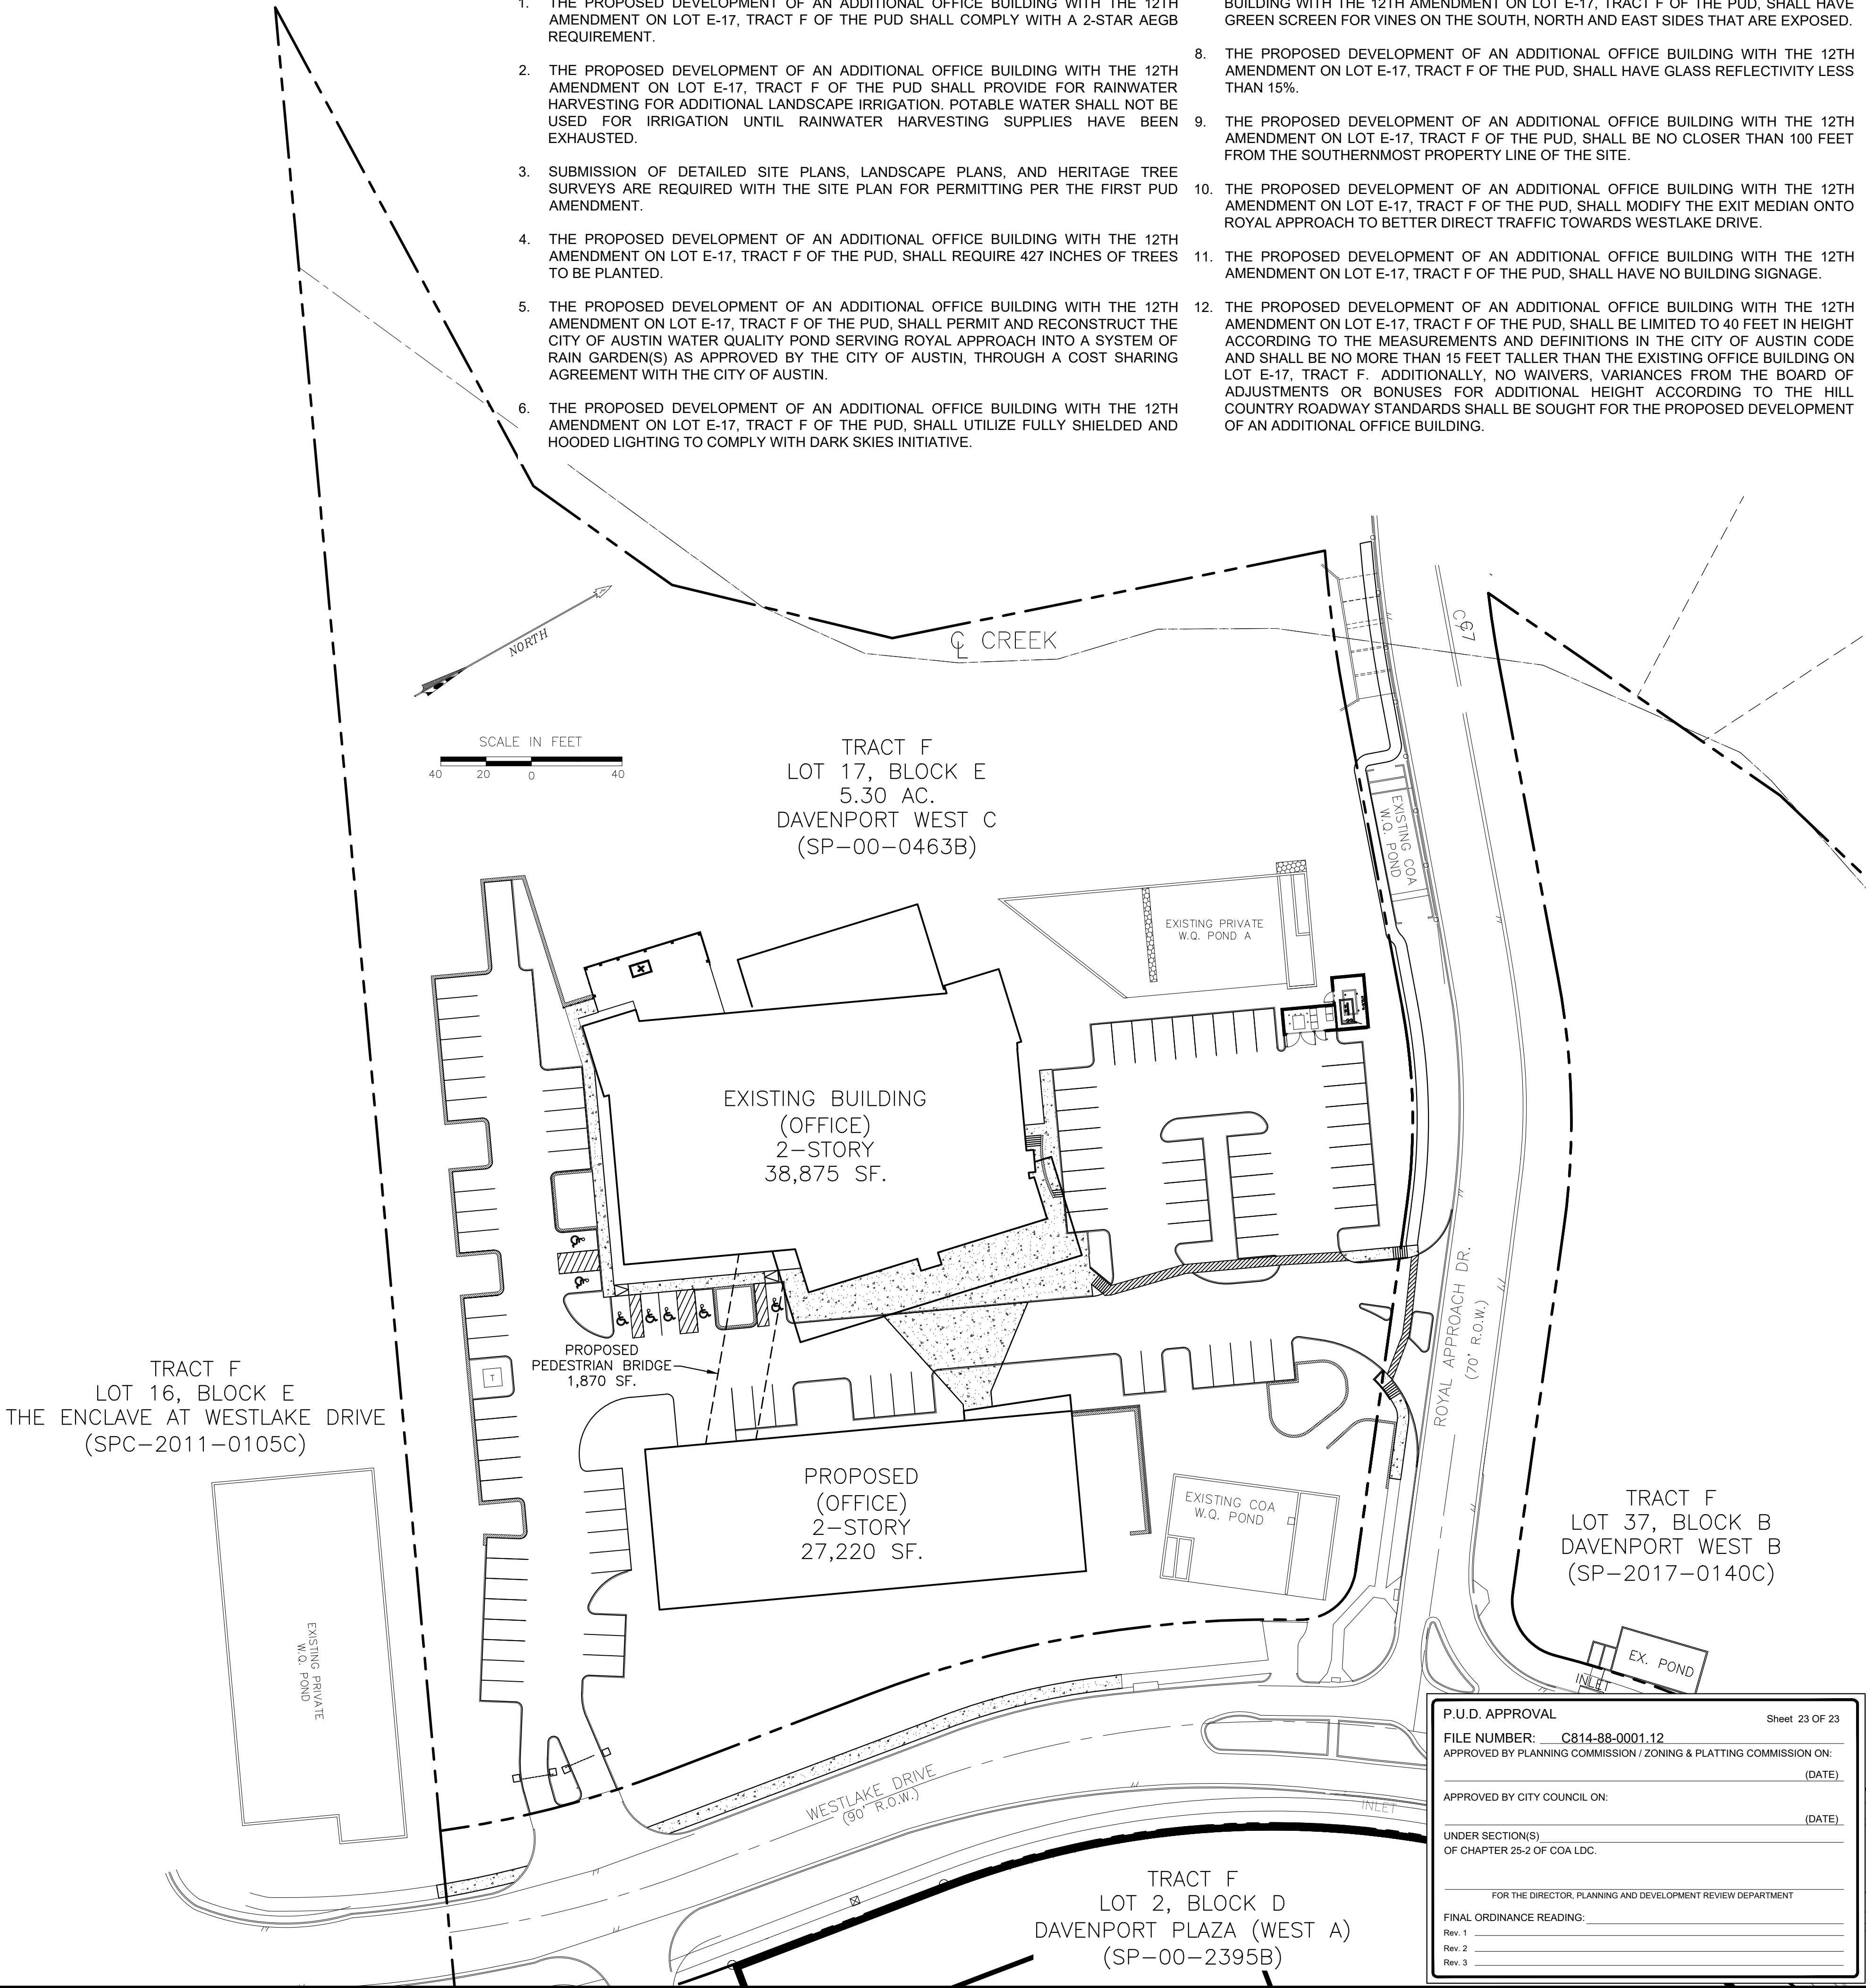 1. THE PROPOSED DEVELOPMENT OF AN ADDITIONAL OFFICE BUILDING WITH THE 12TH
AMENDMENT ON LOT E-17, TRACT F OF THE PUD SHALL COMPLY WITH A 2-STAR AEGB
REQUIREMENT.
2. THE PROPOSED DEVELOPMENT OF AN ADDITIONAL OFFICE BUILDING WITH THE 12TH
AMENDMENT ON LOT E-17, TRACT F OF THE PUD SHALL PROVIDE FOR RAINWATER
HARVESTING FOR ADDITIONAL LANDSCAPE IRRIGATION. POTABLE WATER SHALL NOT BE
USED FOR IRRIGATION UNTIL RAINWATER HARVESTING SUPPLIES HAVE BEEN
EXHAUSTED.
3. SUBMISSION OF DETAILED SITE PLANS, LANDSCAPE PLANS, AND HERITAGE TREE
SURVEYS ARE REQUIRED WITH THE SITE PLAN FOR PERMITTING PER THE FIRST PUD
AMENDMENT.
4. THE PROPOSED DEVELOPMENT OF AN ADDITIONAL OFFICE BUILDING WITH THE 12TH
AMENDMENT ON LOT E-17, TRACT F OF THE PUD, SHALL REQUIRE 427 INCHES OF TREES
TO BE PLANTED.
5. THE PROPOSED DEVELOPMENT OF AN ADDITIONAL OFFICE BUILDING WITH THE 12TH
AMENDMENT ON LOT E-17, TRACT F OF THE PUD, SHALL PERMIT AND RECONSTRUCT THE
CITY OF AUSTIN WATER QUALITY POND SERVING ROYAL APPROACH INTO A SYSTEM OF
RAIN GARDEN(S) AS APPROVED BY THE CITY OF AUSTIN, THROUGH A COST SHARING
AGREEMENT WITH THE CITY OF AUSTIN.
6. THE PROPOSED DEVELOPMENT OF AN ADDITIONAL OFFICE BUILDING WITH THE 12TH
AMENDMENT ON LOT E-17, TRACT F OF THE PUD, SHALL UTILIZE FULLY SHIELDED AND
HOODED LIGHTING TO COMPLY WITH DARK SKIES INITIATIVE.
BUILDING WITH THE 12TH AMENDMENT ON LOT E-17, TRACT F OF THE PUD, SHALL HAVE
GREEN SCREEN FOR VINES ON THE SOUTH, NORTH AND EAST SIDES THAT ARE EXPOSED.
8. THE PROPOSED DEVELOPMENT OF AN ADDITIONAL OFFICE BUILDING WITH THE 12TH
AMENDMENT ON LOT E-17, TRACT F OF THE PUD, SHALL HAVE GLASS REFLECTIVITY LESS
THAN 15%.
9. THE PROPOSED DEVELOPMENT OF AN ADDITIONAL OFFICE BUILDING WITH THE 12TH
AMENDMENT ON LOT E-17, TRACT F OF THE PUD, SHALL BE NO CLOSER THAN 100 FEET
FROM THE SOUTHERNMOST PROPERTY LINE OF THE SITE.
10. THE PROPOSED DEVELOPMENT OF AN ADDITIONAL OFFICE BUILDING WITH THE 12TH
AMENDMENT ON LOT E-17, TRACT F OF THE PUD, SHALL MODIFY THE EXIT MEDIAN ONTO
ROYAL APPROACH TO BETTER DIRECT TRAFFIC TOWARDS WESTLAKE DRIVE.
11. THE PROPOSED DEVELOPMENT OF AN ADDITIONAL OFFICE BUILDING WITH THE 12TH
AMENDMENT ON LOT E-17, TRACT F OF THE PUD, SHALL HAVE NO BUILDING SIGNAGE.
12. THE PROPOSED DEVELOPMENT OF AN ADDITIONAL OFFICE BUILDING WITH THE 12TH
AMENDMENT ON LOT E-17, TRACT F OF THE PUD, SHALL BE LIMITED TO 40 FEET IN HEIGHT
ACCORDING TO THE MEASUREMENTS AND DEFINITIONS IN THE CITY OF AUSTIN CODE
AND SHALL BE NO MORE THAN 15 FEET TALLER THAN THE EXISTING OFFICE BUILDING ON
LOT E-17, TRACT F. ADDITIONALLY, NO WAIVERS, VARIANCES FROM THE BOARD OF
ADJUSTMENTS OR BONUSES FOR ADDITIONAL HEIGHT ACCORDING TO THE HILL
COUNTRY ROADWAY STANDARDS SHALL BE SOUGHT FOR THE PROPOSED DEVELOPMENT
OF AN ADDITIONAL OFFICE BUILDING.
NORTH
CREEK
SCALE IN FEET
40 20 0 40
TRACT F
LOT 17, BLOCK E
5.30 AC.
DAVENPORT WEST C
(SP-00-0463B)
EXISTING COA
W.Q. POND
EXISTING PRIVATE
W.Q. POND A
EXISTING BUILDING
(OFFICE)
2-STORY
38,875 SF.
ROYAL APPROACH DR.
(70' R.O.W.)
PROPOSED
PEDESTRIAN BRIDGE
1,870 SF.
T
TRACT F
LOT 16, BLOCK E
THE ENCLAVE AT WESTLAKE DRIVE
(SPC-2011-0105C)
PROPOSED
(OFFICE)
2-STORY
27,220 SF.
EXISTING COA
W.Q. POND
TRACT F
LOT 37, BLOCK B
DAVENPORT WEST B
(SP-2017-0140C)
EXISTING PRIVATE
W.Q. POND
EX. POND
INLET
WESTLAKE DRIVE
(90' R.O.W.)
INLET
TRACT F
LOT 2, BLOCK D
DAVENPORT PLAZA (WEST A)
(SP-00-2395B)
P.U.D. APPROVAL Sheet 23 OF 23
FILE NUMBER: C814-88-0001.12
APPROVED BY PLANNING COMMISSION / ZONING & PLATTING COMMISSION ON:
(DATE)
APPROVED BY CITY COUNCIL ON:
(DATE)
UNDER SECTION(S)
OF CHAPTER 25-2 OF COA LDC.
FOR THE DIRECTOR, PLANNING AND DEVELOPMENT REVIEW DEPARTMENT
FINAL ORDINANCE READING:
Rev. 1
Rev. 2
Rev. 3